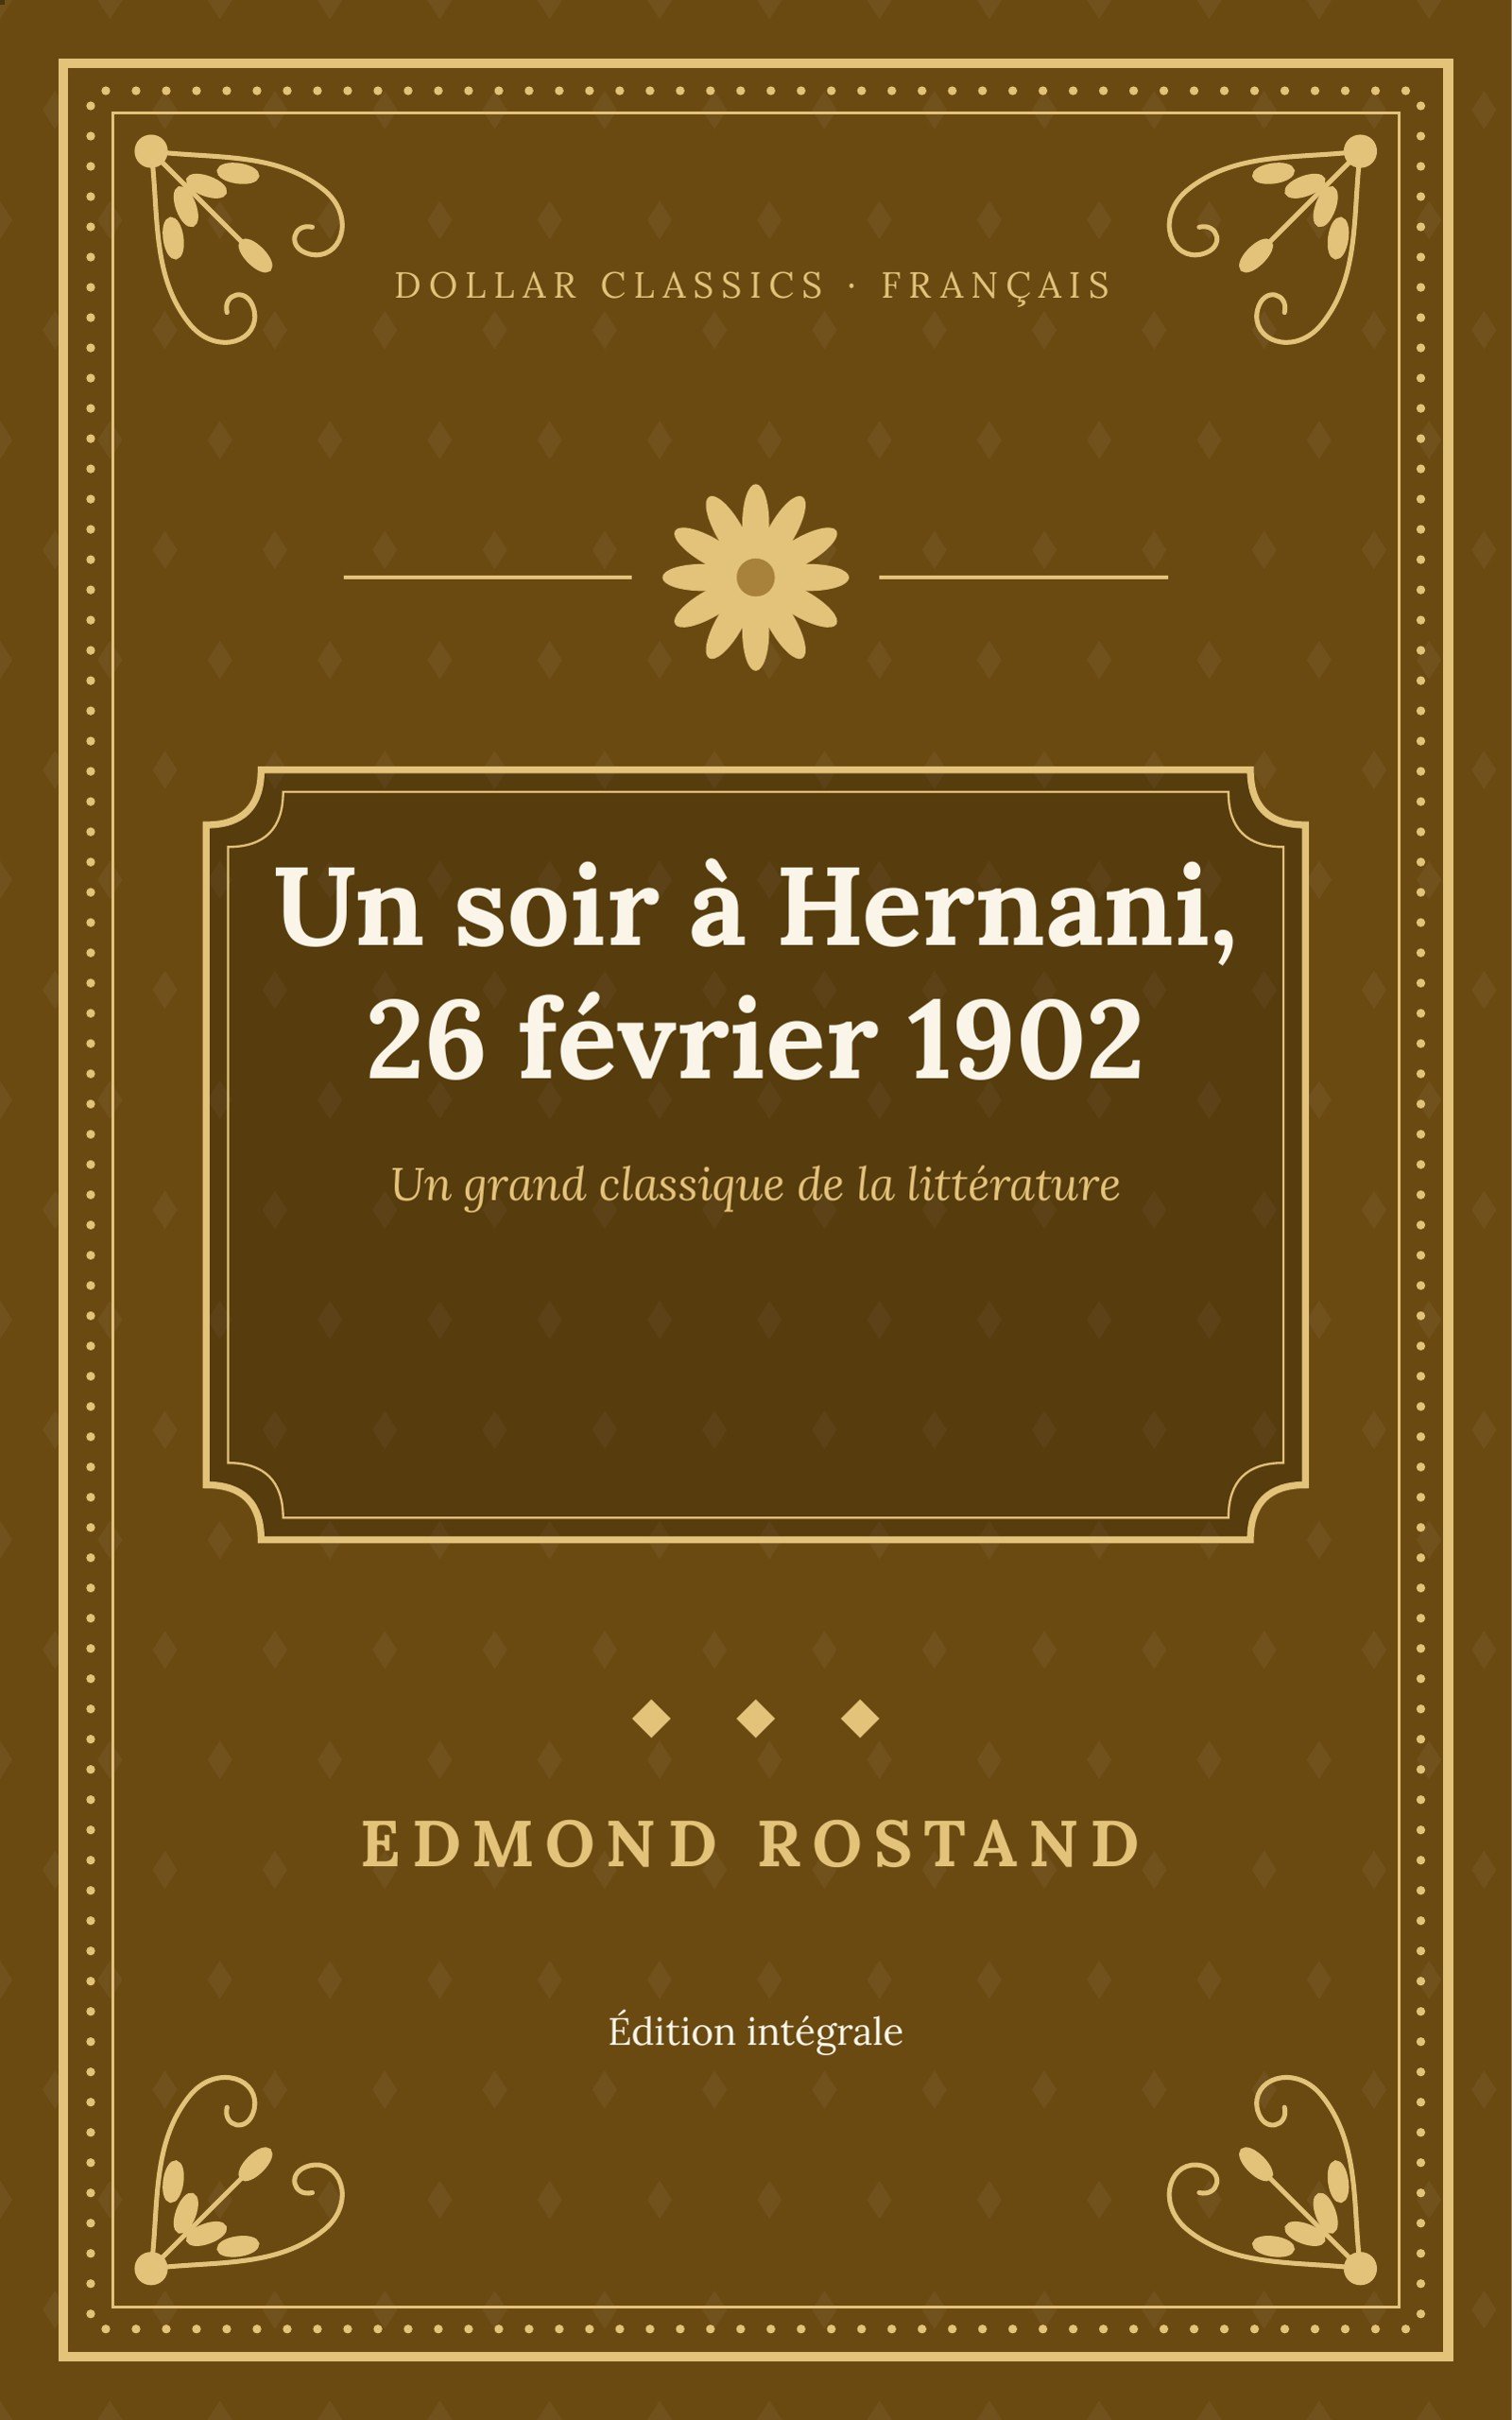 DOLLAR CLASSICS · FRANÇAIS
Un soir à Hernani,
26 février 1902
Un grand classique de la littérature
EDMOND ROSTAND
Édition intégrale